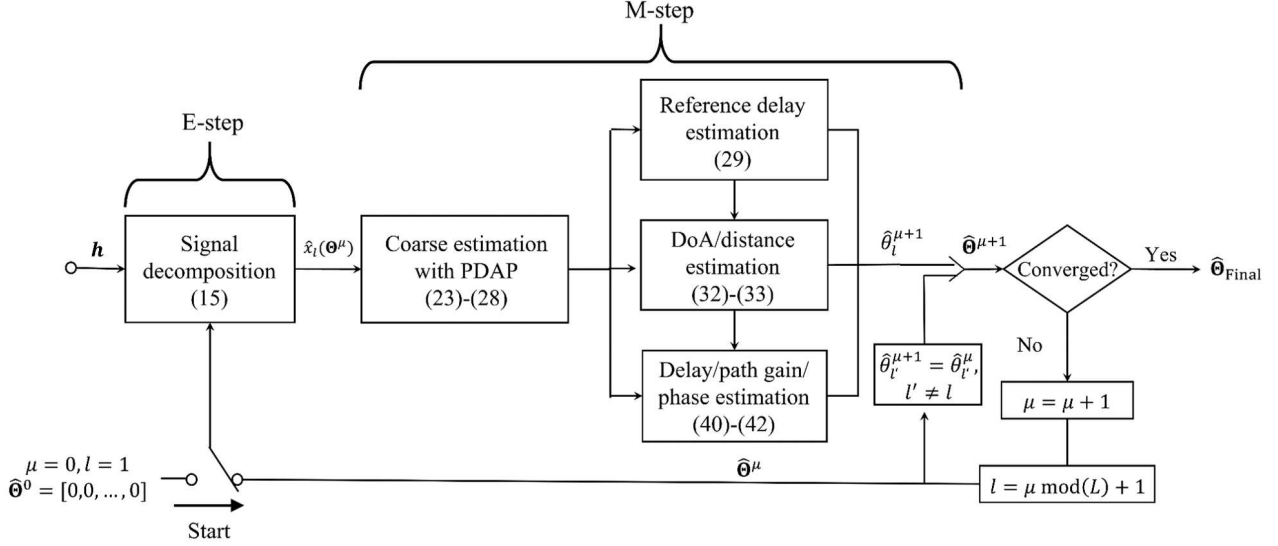 M-step
E-step
Reference delay
estimation
(29)
h
Signal
decomposition
(15)
x̂_l(Θ^μ)
Coarse estimation
with PDAP
(23)-(28)
DoA/distance
estimation
(32)-(33)
θ̂_l^{μ+1}
Θ̂^{μ+1}
Converged?
Yes
Θ̂_Final
Delay/path gain/
phase estimation
(40)-(42)
θ̂_{l'}^{μ+1} = θ̂_{l'}^μ,
l' ≠ l
No
μ = μ + 1
μ = 0, l = 1
Θ̂^0 = [0,0, ... , 0]
Start
Θ̂^μ
l = μ mod(L) + 1